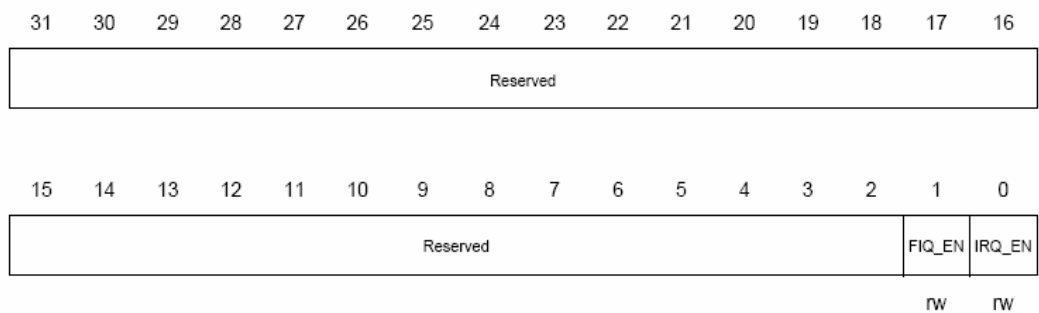 31 30 29 28 27 26 25 24 23 22 21 20 19 18 17 16
Reserved
15 14 13 12 11 10 9 8 7 6 5 4 3 2 1 0
Reserved FIQ_EN IRQ_EN
rw rw